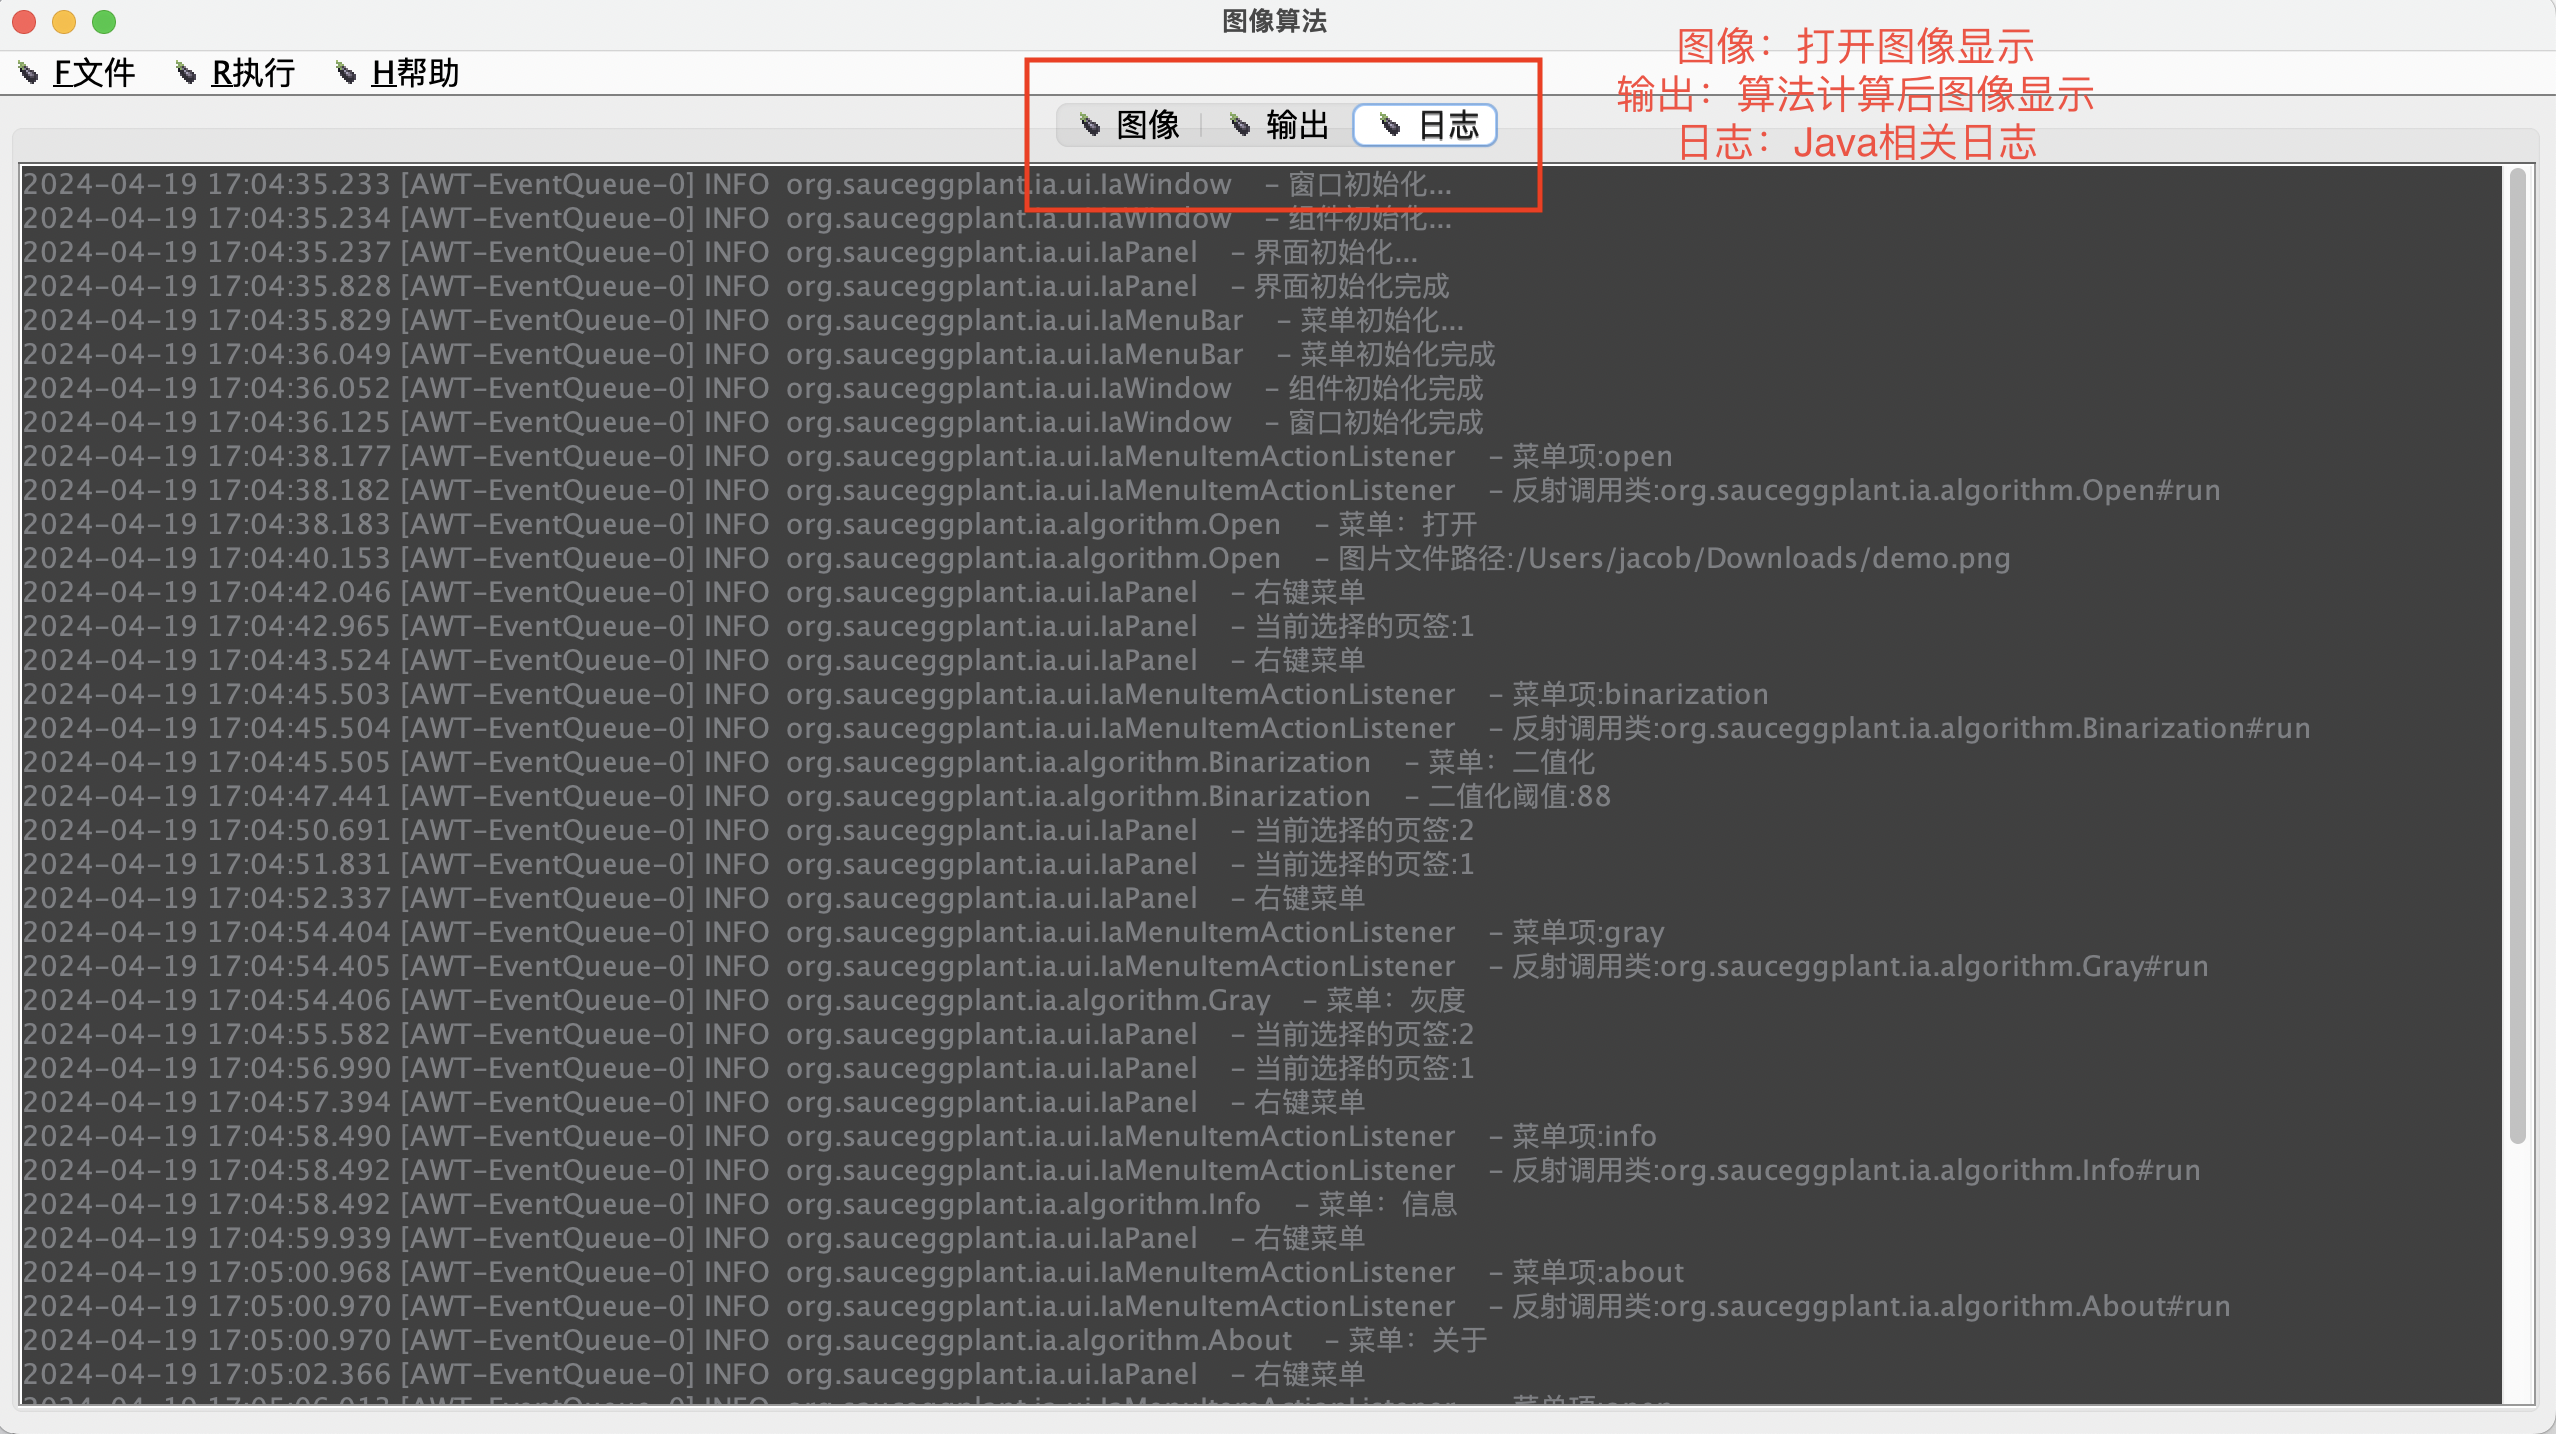 图像算法
图像：打开图像显示
输出：算法计算后图像显示
日志：Java相关日志
F文件 R执行 H帮助
图像 输出 日志
2024-04-19 17:04:35.233 [AWT-EventQueue-0] INFO org.sauceggplant.ia.ui.IaWindow - 窗口初始化...
2024-04-19 17:04:35.234 [AWT-EventQueue-0] INFO org.sauceggplant.ia.ui.IaWindow - 组件初始化...
2024-04-19 17:04:35.237 [AWT-EventQueue-0] INFO org.sauceggplant.ia.ui.IaPanel - 界面初始化...
2024-04-19 17:04:35.828 [AWT-EventQueue-0] INFO org.sauceggplant.ia.ui.IaPanel - 界面初始化完成
2024-04-19 17:04:35.829 [AWT-EventQueue-0] INFO org.sauceggplant.ia.ui.IaMenuBar - 菜单初始化...
2024-04-19 17:04:36.049 [AWT-EventQueue-0] INFO org.sauceggplant.ia.ui.IaMenuBar - 菜单初始化完成
2024-04-19 17:04:36.052 [AWT-EventQueue-0] INFO org.sauceggplant.ia.ui.IaWindow - 组件初始化完成
2024-04-19 17:04:36.125 [AWT-EventQueue-0] INFO org.sauceggplant.ia.ui.IaWindow - 窗口初始化完成
2024-04-19 17:04:38.177 [AWT-EventQueue-0] INFO org.sauceggplant.ia.ui.IaMenuItemActionListener - 菜单项:open
2024-04-19 17:04:38.182 [AWT-EventQueue-0] INFO org.sauceggplant.ia.ui.IaMenuItemActionListener - 反射调用类:org.sauceggplant.ia.algorithm.Open#run
2024-04-19 17:04:38.183 [AWT-EventQueue-0] INFO org.sauceggplant.ia.algorithm.Open - 菜单：打开
2024-04-19 17:04:40.153 [AWT-EventQueue-0] INFO org.sauceggplant.ia.algorithm.Open - 图片文件路径:/Users/jacob/Downloads/demo.png
2024-04-19 17:04:42.046 [AWT-EventQueue-0] INFO org.sauceggplant.ia.ui.IaPanel - 右键菜单
2024-04-19 17:04:42.965 [AWT-EventQueue-0] INFO org.sauceggplant.ia.ui.IaPanel - 当前选择的页签:1
2024-04-19 17:04:43.524 [AWT-EventQueue-0] INFO org.sauceggplant.ia.ui.IaPanel - 右键菜单
2024-04-19 17:04:45.503 [AWT-EventQueue-0] INFO org.sauceggplant.ia.ui.IaMenuItemActionListener - 菜单项:binarization
2024-04-19 17:04:45.504 [AWT-EventQueue-0] INFO org.sauceggplant.ia.ui.IaMenuItemActionListener - 反射调用类:org.sauceggplant.ia.algorithm.Binarization#run
2024-04-19 17:04:45.505 [AWT-EventQueue-0] INFO org.sauceggplant.ia.algorithm.Binarization - 菜单：二值化
2024-04-19 17:04:47.441 [AWT-EventQueue-0] INFO org.sauceggplant.ia.algorithm.Binarization - 二值化阈值:88
2024-04-19 17:04:50.691 [AWT-EventQueue-0] INFO org.sauceggplant.ia.ui.IaPanel - 当前选择的页签:2
2024-04-19 17:04:51.831 [AWT-EventQueue-0] INFO org.sauceggplant.ia.ui.IaPanel - 当前选择的页签:1
2024-04-19 17:04:52.337 [AWT-EventQueue-0] INFO org.sauceggplant.ia.ui.IaPanel - 右键菜单
2024-04-19 17:04:54.404 [AWT-EventQueue-0] INFO org.sauceggplant.ia.ui.IaMenuItemActionListener - 菜单项:gray
2024-04-19 17:04:54.405 [AWT-EventQueue-0] INFO org.sauceggplant.ia.ui.IaMenuItemActionListener - 反射调用类:org.sauceggplant.ia.algorithm.Gray#run
2024-04-19 17:04:54.406 [AWT-EventQueue-0] INFO org.sauceggplant.ia.algorithm.Gray - 菜单：灰度
2024-04-19 17:04:55.582 [AWT-EventQueue-0] INFO org.sauceggplant.ia.ui.IaPanel - 当前选择的页签:2
2024-04-19 17:04:56.990 [AWT-EventQueue-0] INFO org.sauceggplant.ia.ui.IaPanel - 当前选择的页签:1
2024-04-19 17:04:57.394 [AWT-EventQueue-0] INFO org.sauceggplant.ia.ui.IaPanel - 右键菜单
2024-04-19 17:04:58.490 [AWT-EventQueue-0] INFO org.sauceggplant.ia.ui.IaMenuItemActionListener - 菜单项:info
2024-04-19 17:04:58.492 [AWT-EventQueue-0] INFO org.sauceggplant.ia.ui.IaMenuItemActionListener - 反射调用类:org.sauceggplant.ia.algorithm.Info#run
2024-04-19 17:04:58.492 [AWT-EventQueue-0] INFO org.sauceggplant.ia.algorithm.Info - 菜单：信息
2024-04-19 17:04:59.939 [AWT-EventQueue-0] INFO org.sauceggplant.ia.ui.IaPanel - 右键菜单
2024-04-19 17:05:00.968 [AWT-EventQueue-0] INFO org.sauceggplant.ia.ui.IaMenuItemActionListener - 菜单项:about
2024-04-19 17:05:00.970 [AWT-EventQueue-0] INFO org.sauceggplant.ia.ui.IaMenuItemActionListener - 反射调用类:org.sauceggplant.ia.algorithm.About#run
2024-04-19 17:05:00.970 [AWT-EventQueue-0] INFO org.sauceggplant.ia.algorithm.About - 菜单：关于
2024-04-19 17:05:02.366 [AWT-EventQueue-0] INFO org.sauceggplant.ia.ui.IaPanel - 右键菜单